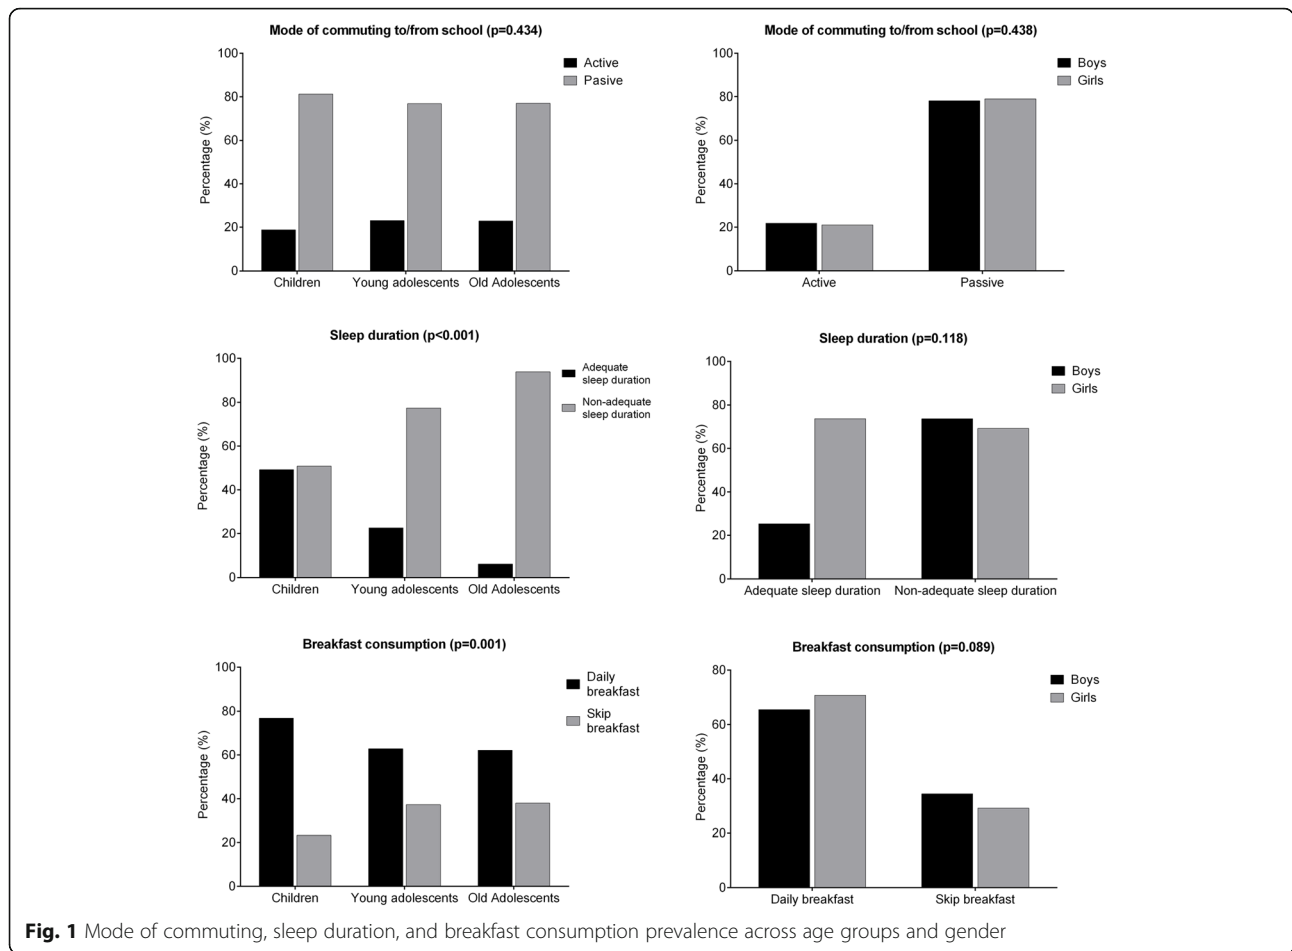 Mode of commuting to/from school (p=0.434)
Percentage (%)
100
80
60
40
20
0
Active
Pasive
Children Young adolescents Old Adolescents
Mode of commuting to/from school (p=0.438)
Percentage (%)
100
80
60
40
20
0
Boys
Girls
Active Passive
Sleep duration (p<0.001)
Percentage (%)
100
80
60
40
20
0
Adequate
sleep duration
Non-adequate
sleep duration
Children Young adolescents Old Adolescents
Sleep duration (p=0.118)
Percentage (%)
100
80
60
40
20
0
Boys
Girls
Adequate sleep duration Non-adequate sleep duration
Breakfast consumption (p=0.001)
Percentage (%)
100
80
60
40
20
0
Daily
breakfast
Skip
breakfast
Children Young adolescents Old Adolescents
Breakfast consumption (p=0.089)
Percentage (%)
80
60
40
20
0
Boys
Girls
Daily breakfast Skip breakfast
Fig. 1 Mode of commuting, sleep duration, and breakfast consumption prevalence across age groups and gender